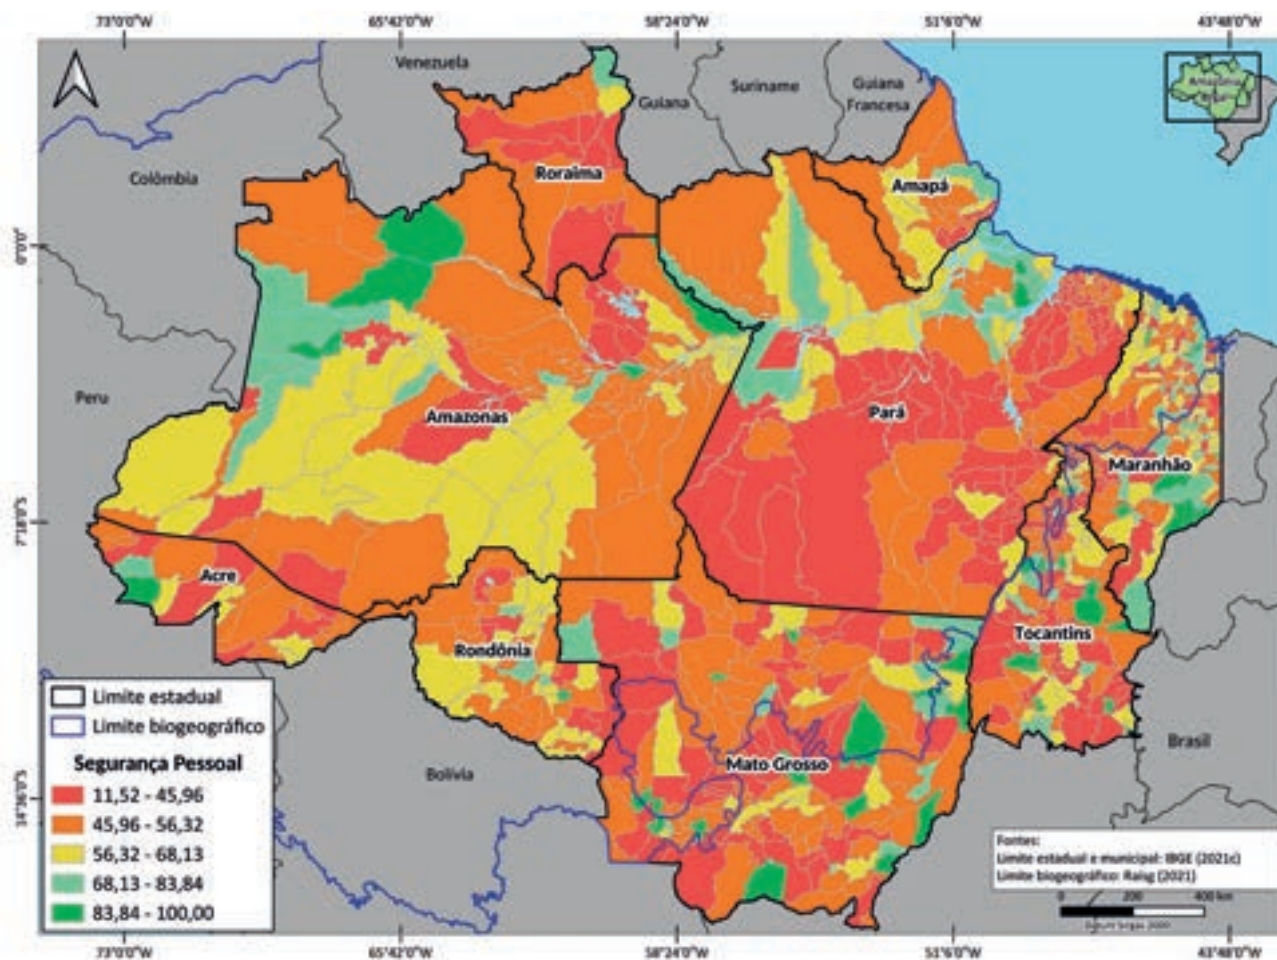 73°0'0"W
65°42'0"W
58°24'0"W
51°6'0"W
43°48'0"W
Venezuela
Suriname
Guiana
Guiana
Francesa
Colômbia
Roraima
Amapá
0°0'0"
Peru
Amazonas
Pará
Maranhão
7°18'0"S
Acre
Rondônia
Tocantins
Limite estadual
Limite biogeográfico
Segurança Pessoal
11,52 - 45,96
45,96 - 56,32
56,32 - 68,13
68,13 - 83,84
83,84 - 100,00
Mato Grosso
Brasil
Bolívia
14°36'0"S
Fontes:
Limite estadual e municipal: IBGE (2021c)
Limite biogeográfico: Raisg (2021)
0 200 400 km
73°0'0"W
65°42'0"W
58°24'0"W
51°6'0"W
43°48'0"W